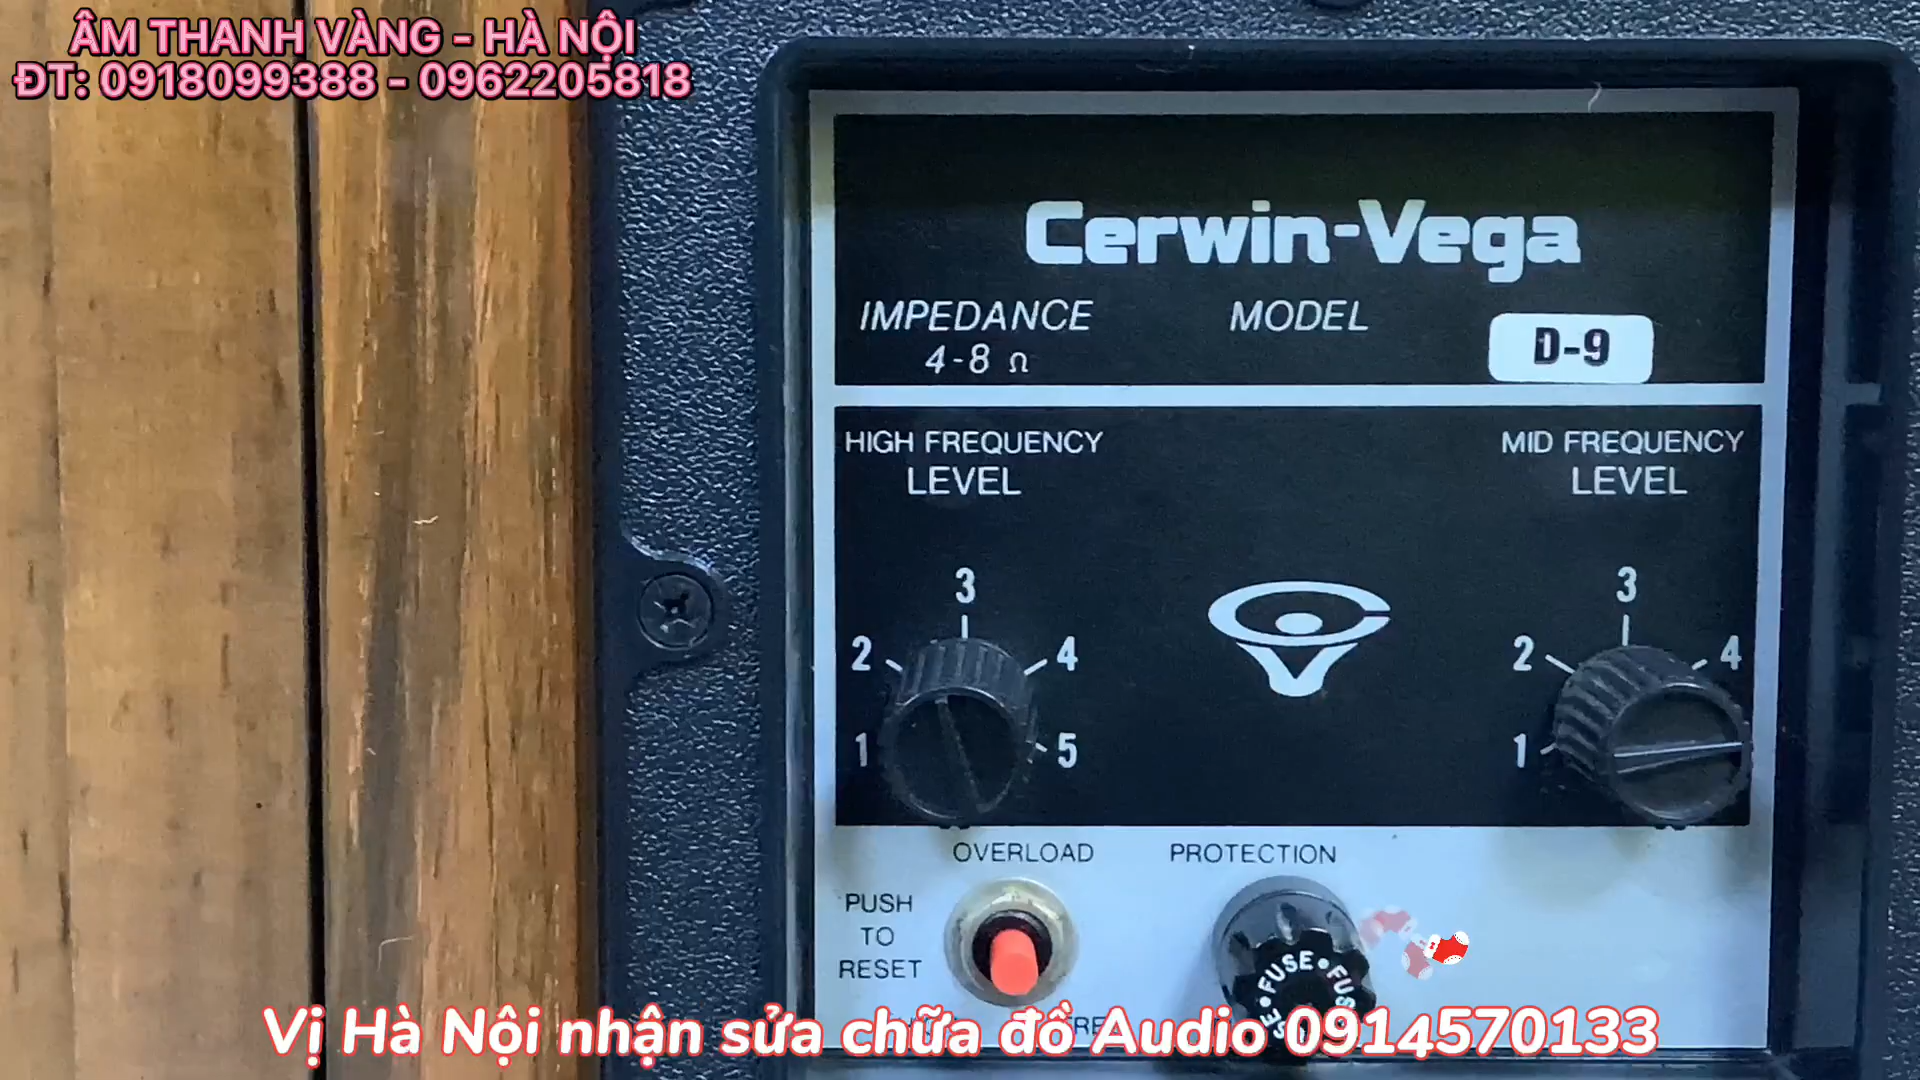 ÂM THANH VÀNG - HÀ NỘI
ĐT: 0918099388 - 0962205818
Cerwin-Vega
IMPEDANCE
4-8 Ω
MODEL
D-9
HIGH FREQUENCY
LEVEL
MID FREQUENCY
LEVEL
1 2 3 4 5
1 2 3 4
OVERLOAD PROTECTION
PUSH
TO
RESET
FUSE • FUS
Vị Hà Nội nhận sửa chữa đồ Audio 0914570133